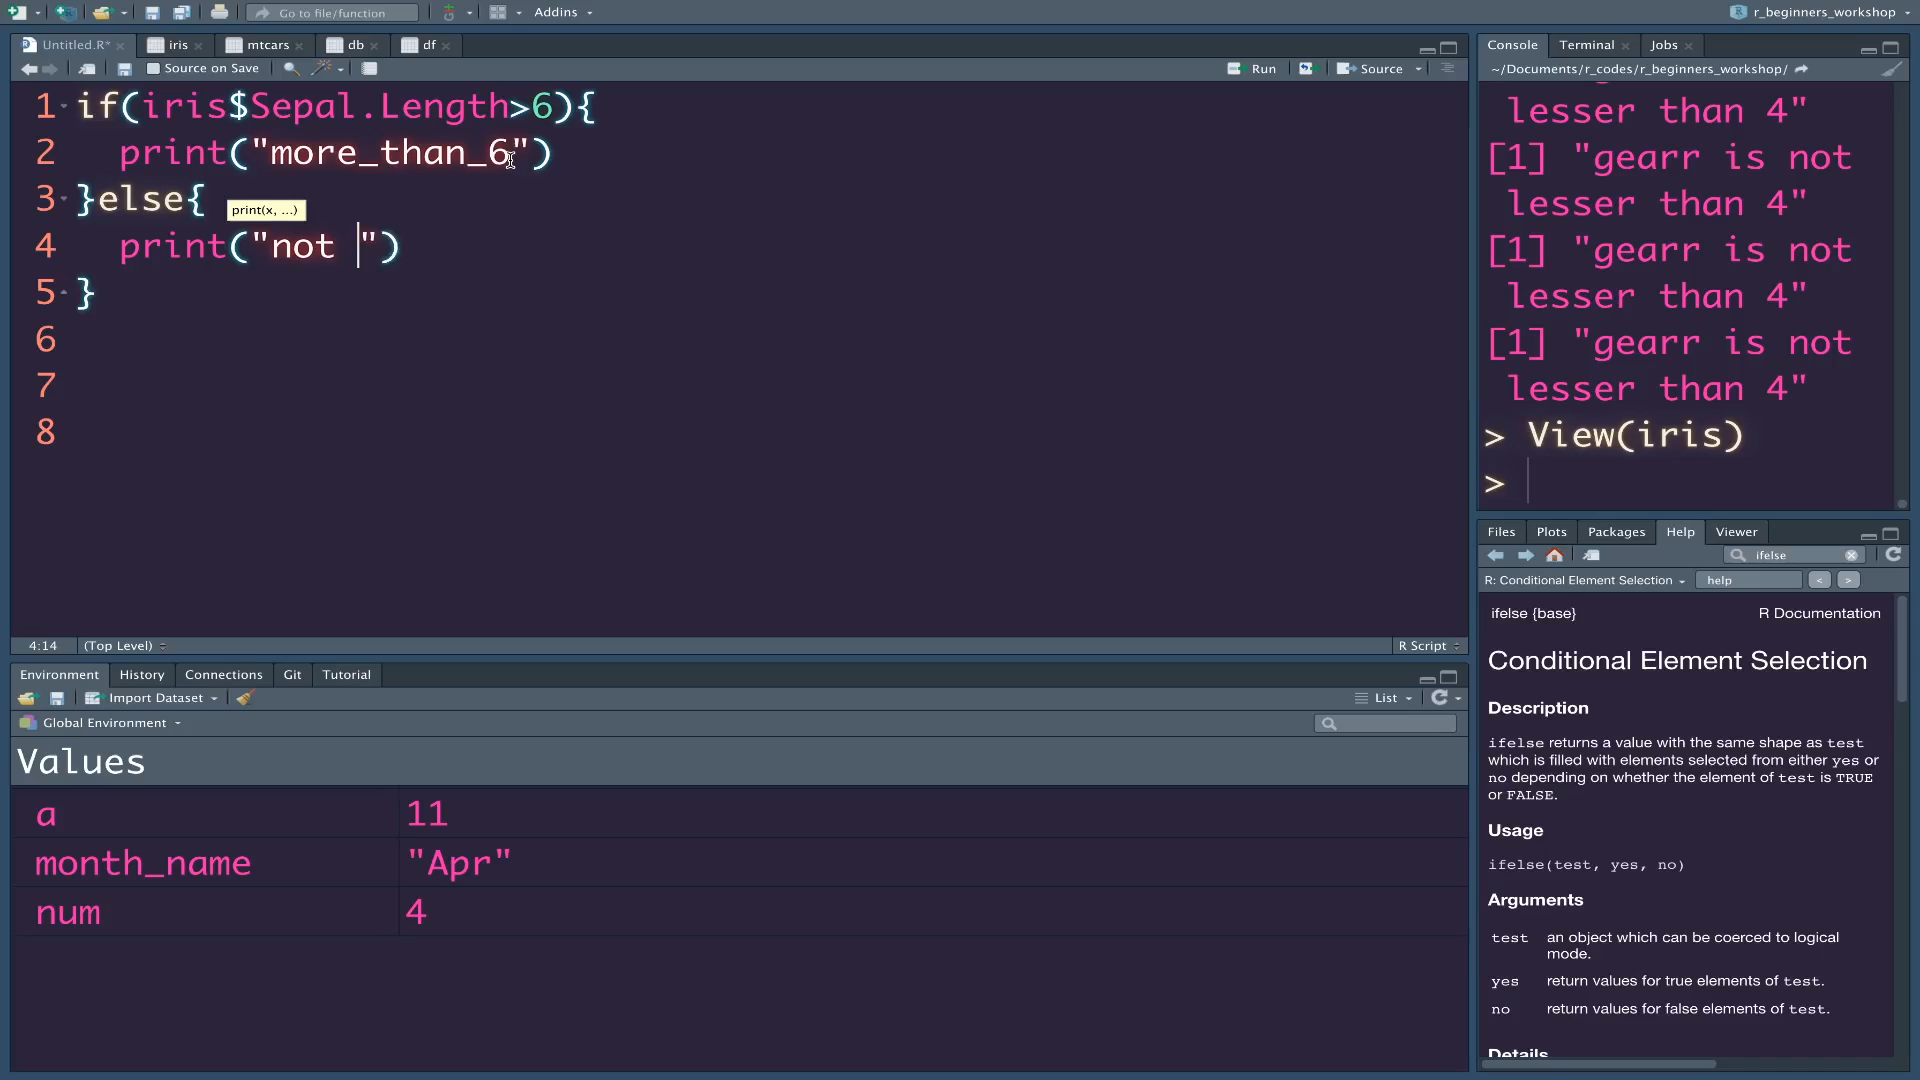 Go to file/function
Addins
r_beginners_workshop
Untitled.R*
iris
mtcars
db
df
Source on Save
Run
Source
1 if(iris$Sepal.Length>6){
2 print("more_than_6")
3 }else{
print(x, ...)
4 print("not ")
5 }
6
7
8
4:14
(Top Level)
R Script
Environment
History
Connections
Git
Tutorial
Import Dataset
List
Global Environment
Values
a 11
month_name "Apr"
num 4
Console
Terminal
Jobs
~/Documents/r_codes/r_beginners_workshop/
lesser than 4"
[1] "gearr is not
lesser than 4"
[1] "gearr is not
lesser than 4"
[1] "gearr is not
lesser than 4"
> View(iris)
>
Files
Plots
Packages
Help
Viewer
ifelse
R: Conditional Element Selection
help
<
>
ifelse {base}
R Documentation
Conditional Element Selection
Description
ifelse returns a value with the same shape as test
which is filled with elements selected from either yes or
no depending on whether the element of test is TRUE
or FALSE.
Usage
ifelse(test, yes, no)
Arguments
test an object which can be coerced to logical
mode.
yes return values for true elements of test.
no return values for false elements of test.
Details